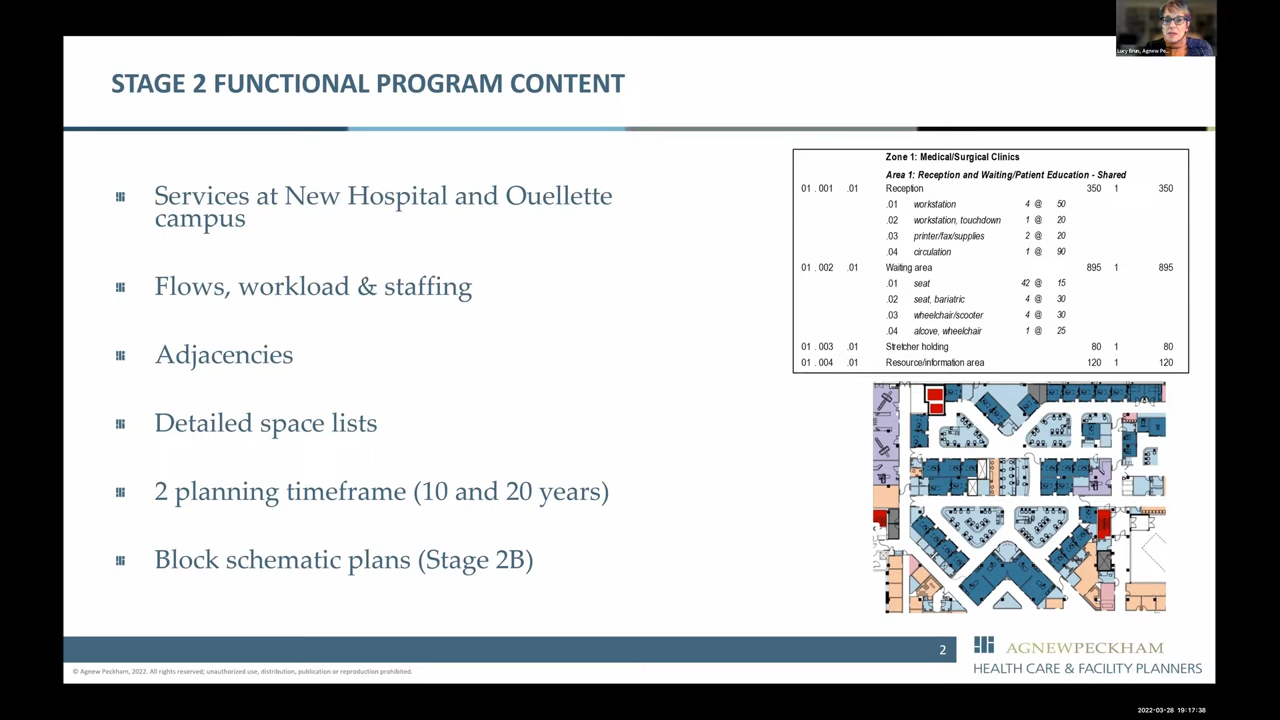 Lucy Brun, Agnew Pe...
STAGE 2 FUNCTIONAL PROGRAM CONTENT
Services at New Hospital and Ouellette
campus
Flows, workload & staffing
Adjacencies
Detailed space lists
2 planning timeframe (10 and 20 years)
Block schematic plans (Stage 2B)
Zone 1: Medical/Surgical Clinics
Area 1: Reception and Waiting/Patient Education - Shared
01 . 001 .01 Reception 350 1 350
.01 workstation 4 @ 50
.02 workstation, touchdown 1 @ 20
.03 printer/fax/supplies 2 @ 20
.04 circulation 1 @ 90
01 . 002 .01 Waiting area 895 1 895
.01 seat 42 @ 15
.02 seat, bariatric 4 @ 30
.03 wheelchair/scooter 4 @ 30
.04 alcove, wheelchair 1 @ 25
01 . 003 .01 Stretcher holding 80 1 80
01 . 004 .01 Resource/information area 120 1 120
2
AGNEWPECKHAM
HEALTH CARE & FACILITY PLANNERS
© Agnew Peckham, 2022. All rights reserved; unauthorized use, distribution, publication or reproduction prohibited.
2022-03-28 19:17:38